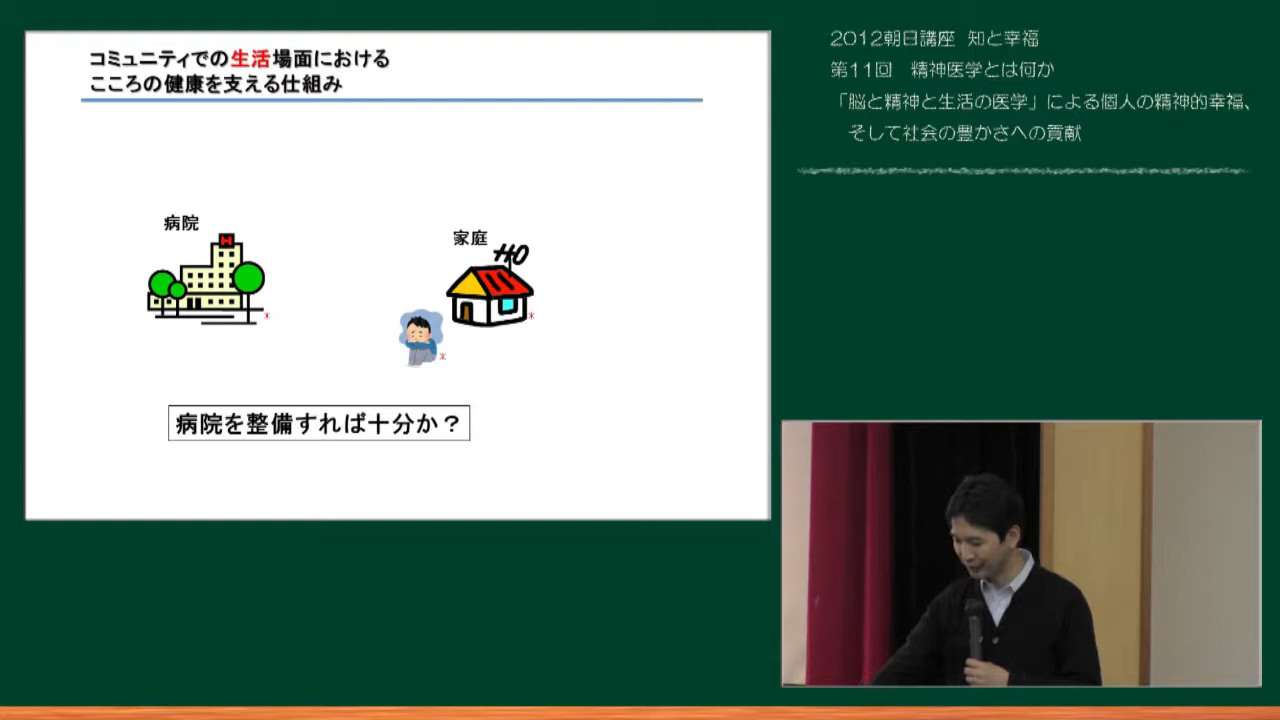 コミュニティでの生活場面における
こころの健康を支える仕組み
病院
H
家庭
病院を整備すれば十分か？
2012朝日講座 知と幸福
第11回 精神医学とは何か
「脳と精神と生活の医学」による個人の精神的幸福、
そして社会の豊かさへの貢献